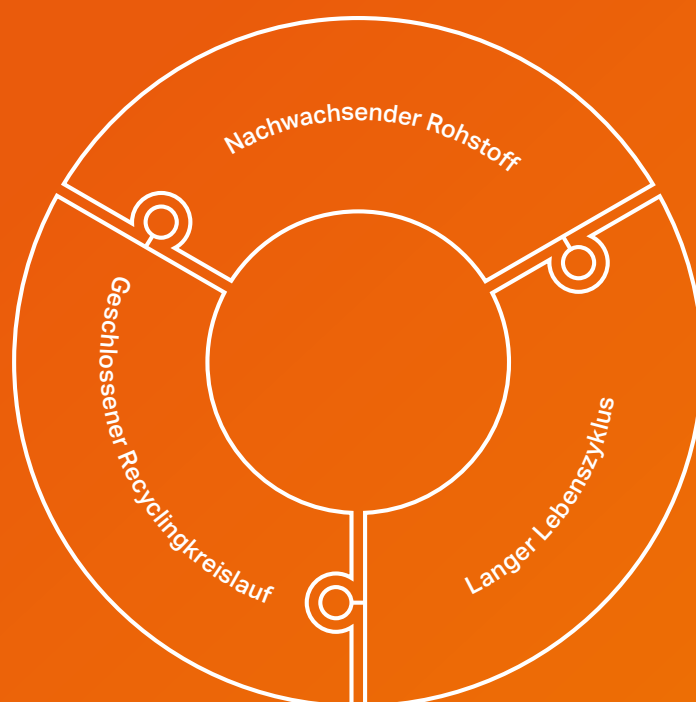 Nachwachsender Rohstoff
Langer Lebenszyklus
Geschlossener Recyclingkreislauf